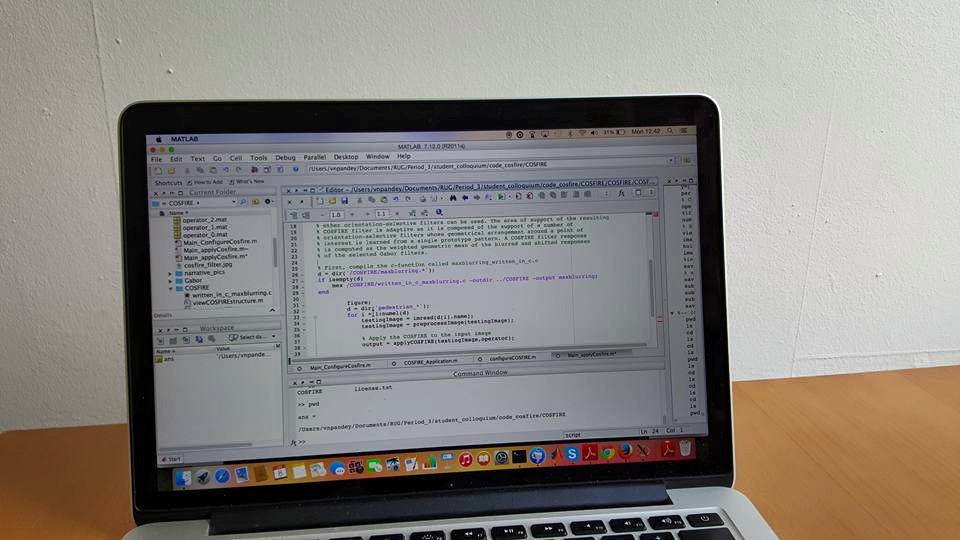 MATLAB
31%
Mon 12:42
MATLAB 7.12.0 (R2011a)
File Edit Text Go Cell Tools Debug Parallel Desktop Window Help
/Users/vnpandey/Documents/RUG/Period_3/student_colloquium/code_cosfire/COSFIRE
Shortcuts How to Add What's New
Current Folder
COSFIRE
Name
operator_2.mat
operator_1.mat
operator_0.mat
Main_ConfigureCosfire.m
Main_applyCosfire.m~
Main_applyCosfire.m
cosfire_filter.jpg
narrative_pics
Gabor
COSFIRE
written_in_c_maxblurring.c
viewCOSFIREstructure.m
Details
Workspace
Select da...
Name Value
ans '/Users/vnpande...
Start
Editor - /Users/vnpandey/Documents/RUG/Period_3/student_colloquium/code_cosfire/COSFIRE/COSFIRE/COSF...
1.0 1.1
18 % other orientation-selective filters can be used. The area of support of the resulting
19 % COSFIRE filter is adaptive as it is composed of the support of a number of
20 % orientation-selective filters whose geometrical arrangement around a point of
21 % interest is learned from a single prototype pattern. A COSFIRE filter response
22 % is computed as the weighted geometric mean of the blurred and shifted responses
23 % of the selected Gabor filters.
24
25 % First, compile the c-function called maxblurring_written_in_c.c
26 d = dir('/COSFIRE/maxblurring.*');
27 if isempty(d)
28 mex /COSFIRE/written_in_c_maxblurring.c -outdir ../COSFIRE -output maxblurring;
29 end
30
31 figure;
32 d = dir('pedestrian_*');
33 for i =1:numel(d)
34 testingImage = imread(d(i).name);
35 testingImage = preprocessImage(testingImage);
36
37 % Apply the COSFIRE to the input image
38 output = applyCOSFIRE(testingImage,operator);
39
Main_ConfigureCosfire.m COSFIRE_Application.m configureCOSFIRE.m Main_applyCosfire.m*
Command Window
COSFIRE license.txt
>> pwd
ans =
/Users/vnpandey/Documents/RUG/Period_3/student_colloquium/code_cosfire/COSFIRE
fx >>
script
Ln 24 Col 1